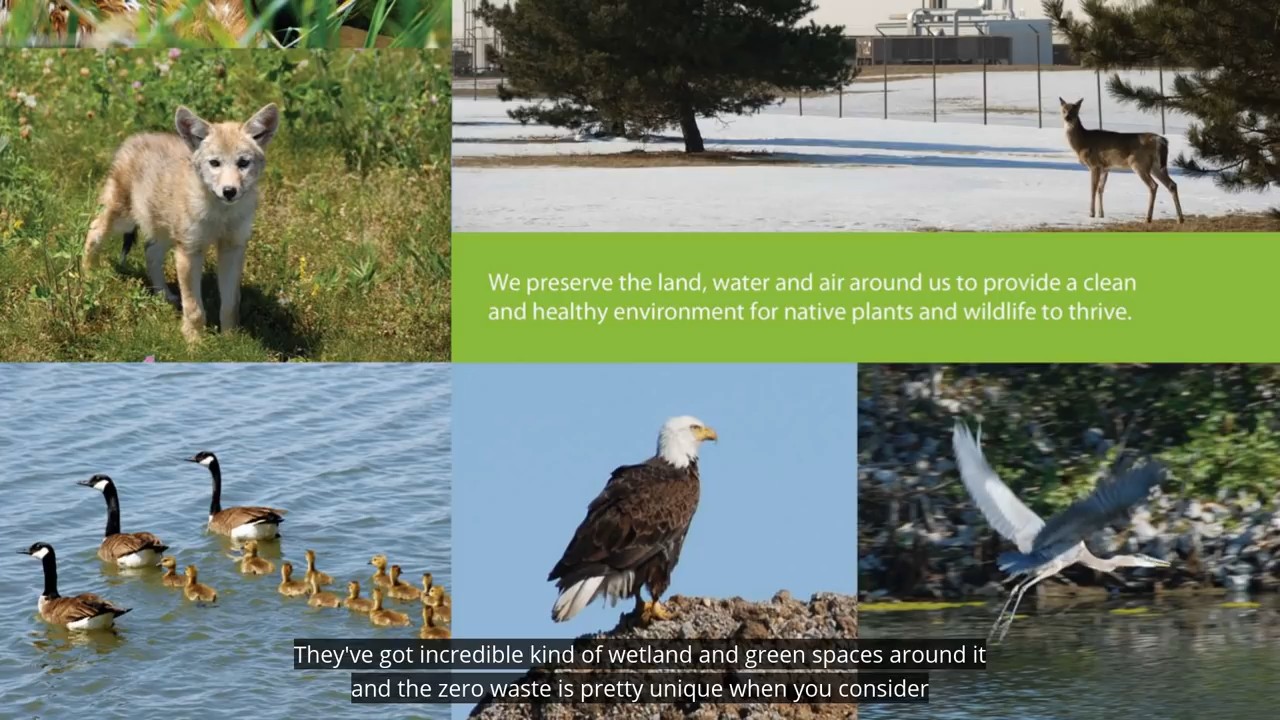 We preserve the land, water and air around us to provide a clean
and healthy environment for native plants and wildlife to thrive.
They've got incredible kind of wetland and green spaces around it
and the zero waste is pretty unique when you consider